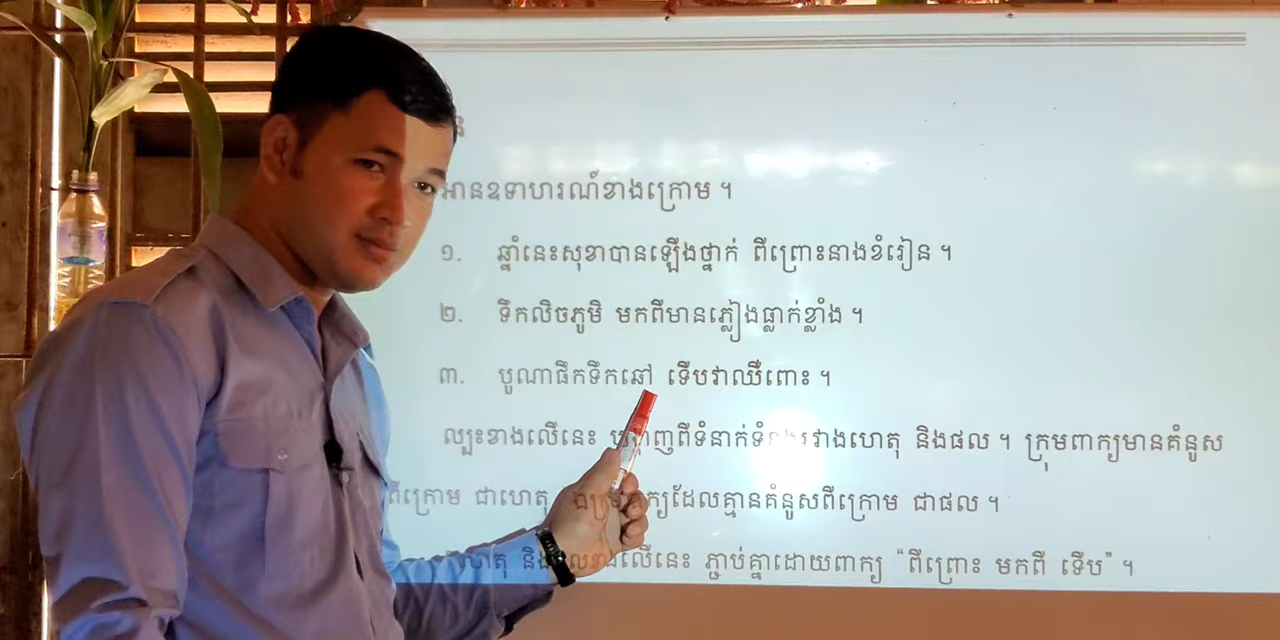 អានឧទាហរណ៍ខាងក្រោម ។
១. ឆ្នាំនេះសុខាបានឡើងថ្នាក់ ពីព្រោះនាងខំរៀន ។
២. ទឹកលិចភូមិ មកពីមានភ្លៀងធ្លាក់ខ្លាំង ។
៣. បូណាផឹកទឹកឆៅ ទើបវាឈឺពោះ ។
ល្បះខាងលើនេះ ពីទំនាក់ទំនងរវាងហេតុ និងផល ។ ក្រុមពាក្យមានគំនូស
ពីក្រោម ជាហេតុ ដែលគ្មានគំនូសពីក្រោម ជាផល ។
ហេតុ និងផលខាងលើនេះ ភ្ជាប់គ្នាដោយពាក្យ “ពីព្រោះ មកពី ទើប” ។